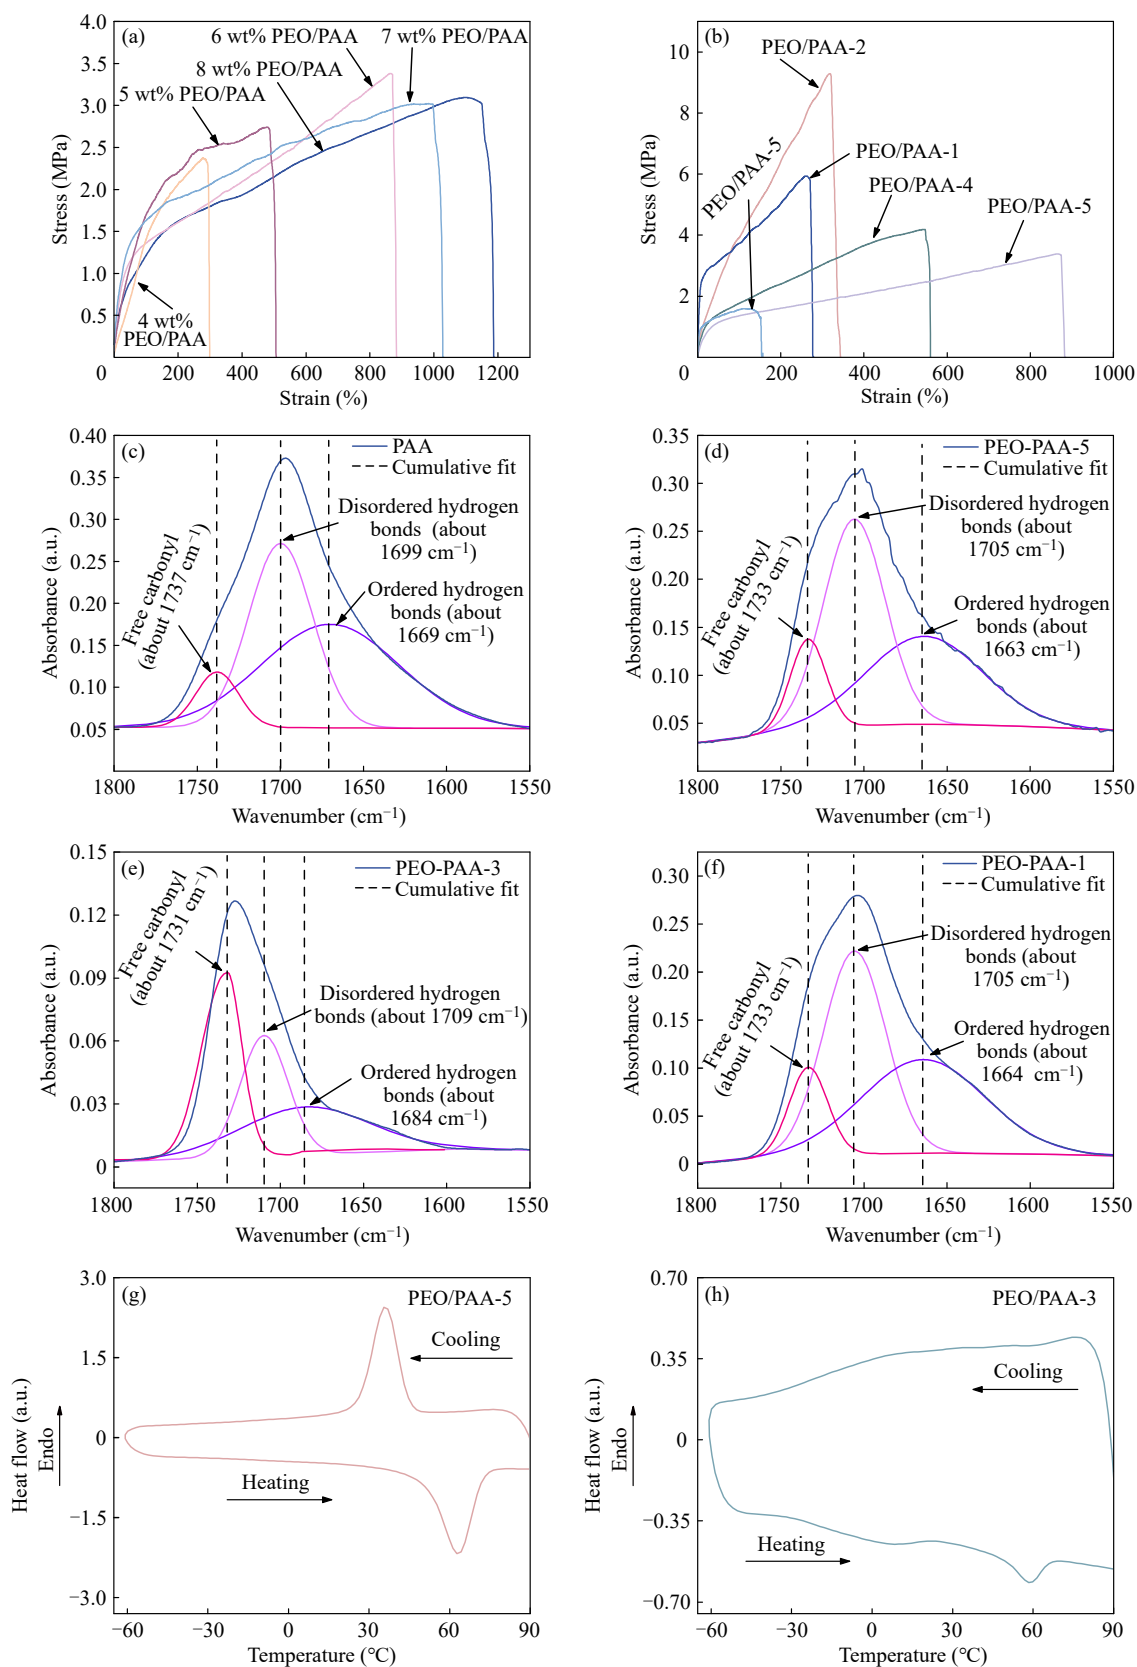 (a)
6 wt% PEO/PAA
7 wt% PEO/PAA
8 wt% PEO/PAA
5 wt% PEO/PAA
4 wt%
PEO/PAA
4.0
3.5
3.0
2.5
2.0
1.5
1.0
0.5
0
200
400
600
800
1000
1200
Stress (MPa)
Strain (%)
(b)
PEO/PAA-2
PEO/PAA-5
PEO/PAA-1
PEO/PAA-4
PEO/PAA-5
10
8
6
4
2
0
200
400
600
800
1000
Stress (MPa)
Strain (%)
(c)
PAA
Cumulative fit
Disordered hydrogen
bonds (about
1699 cm⁻¹)
Free carbonyl
(about 1737 cm⁻¹)
Ordered hydrogen
bonds (about
1669 cm⁻¹)
0.40
0.35
0.30
0.25
0.20
0.15
0.10
0.05
1800
1750
1700
1650
1600
1550
Absorbance (a.u.)
Wavenumber (cm⁻¹)
(d)
PEO-PAA-5
Cumulative fit
Disordered hydrogen
bonds (about
1705 cm⁻¹)
Free carbonyl
(about 1733 cm⁻¹)
Ordered hydrogen
bonds (about
1663 cm⁻¹)
0.35
0.30
0.25
0.20
0.15
0.10
0.05
1800
1750
1700
1650
1600
1550
Absorbance (a.u.)
Wavenumber (cm⁻¹)
(e)
PEO-PAA-3
Cumulative fit
Free carbonyl
(about 1731 cm⁻¹)
Disordered hydrogen
bonds (about 1709 cm⁻¹)
Ordered hydrogen
bonds (about
1684 cm⁻¹)
0.15
0.12
0.09
0.06
0.03
0
1800
1750
1700
1650
1600
1550
Absorbance (a.u.)
Wavenumber (cm⁻¹)
(f)
PEO-PAA-1
Cumulative fit
Disordered hydrogen
bonds (about
1705 cm⁻¹)
Free carbonyl
(about 1733 cm⁻¹)
Ordered hydrogen
bonds (about
1664 cm⁻¹)
0.30
0.25
0.20
0.15
0.10
0.05
0
1800
1750
1700
1650
1600
1550
Absorbance (a.u.)
Wavenumber (cm⁻¹)
(g)
PEO/PAA-5
Cooling
Heating
3.0
1.5
0
−1.5
−3.0
−60
−30
0
30
60
90
Heat flow (a.u.)
Endo
Temperature (℃)
(h)
PEO/PAA-3
Cooling
Heating
0.70
0.35
0
−0.35
−0.70
−60
−30
0
30
60
90
Heat flow (a.u.)
Endo
Temperature (℃)